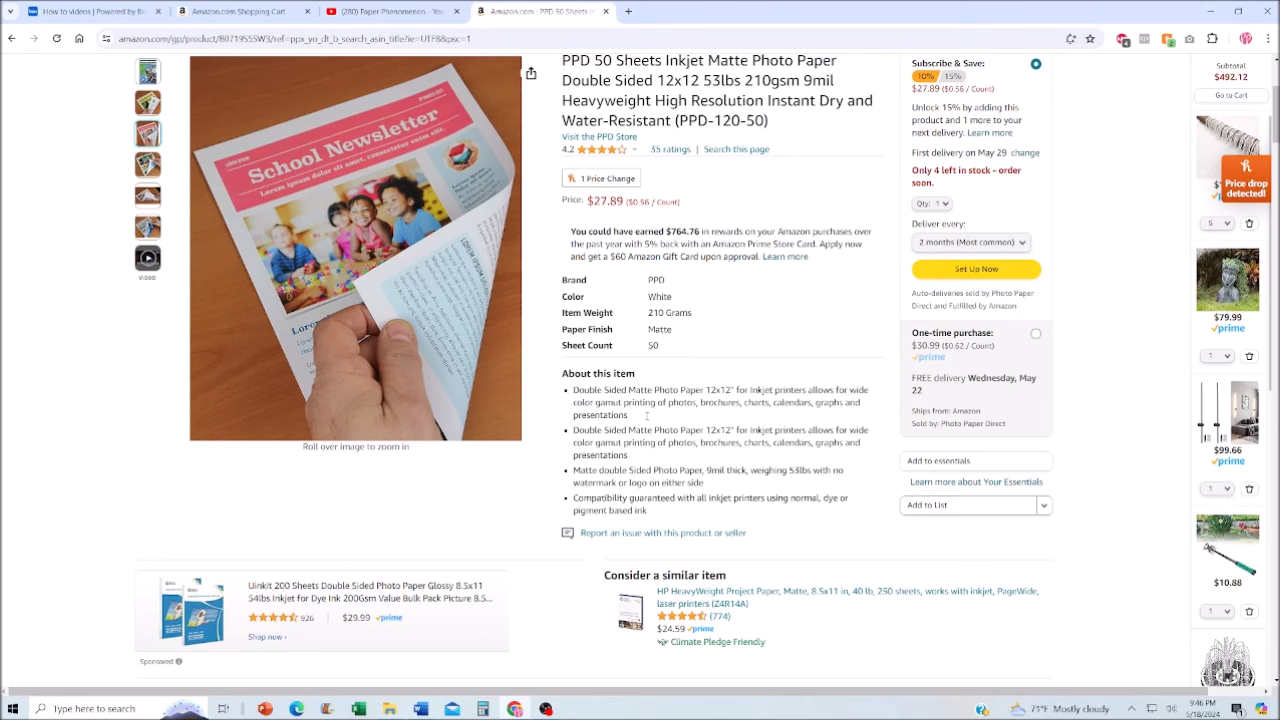 How to videos | Powered by Bo
Amazon.com Shopping Cart
(280) Paper Phenomenon - You
Amazon.com : PPD 50 Sheets In
amazon.com/gp/product/B0719S5S5W3/ref=ppx_yo_dt_b_search_asin_title?ie=UTF8&psc=1
PPD 50 Sheets Inkjet Matte Photo Paper
Double Sided 12x12 53lbs 210gsm 9mil
Heavyweight High Resolution Instant Dry and
Water-Resistant (PPD-120-50)
Visit the PPD Store
4.2
35 ratings | Search this page
1 Price Change
Price: $27.89 ($0.56 / Count)
You could have earned $764.76 in rewards on your Amazon purchases over
the past year with 5% back with an Amazon Prime Store Card. Apply now
and get a $60 Amazon Gift Card upon approval. Learn more
Brand PPD
Color White
Item Weight 210 Grams
Paper Finish Matte
Sheet Count 50
About this item
Double Sided Matte Photo Paper 12x12" for Inkjet printers allows for wide
color gamut printing of photos, brochures, charts, calendars, graphs and
presentations
Double Sided Matte Photo Paper 12x12" for Inkjet printers allows for wide
color gamut printing of photos, brochures, charts, calendars, graphs and
presentations
Matte double Sided Photo Paper, 9mil thick, weighing 53lbs with no
watermark or logo on either side
Compatibility guaranteed with all inkjet printers using normal, dye or
pigment based ink
Report an issue with this product or seller
School Newsletter
Lorem ipsum dolor sit amet, consectetur enim elit.
Lorem
VIDEO
Roll over image to zoom in
Subscribe & Save:
10% 15%
$27.89 ($0.56 / Count)
Unlock 15% by adding this
product and 1 more to your
next delivery. Learn more
First delivery on May 29 change
Only 4 left in stock - order
soon.
Qty: 1
Deliver every:
2 months (Most common)
Set Up Now
Auto-deliveries sold by Photo Paper
Direct and Fulfilled by Amazon
One-time purchase:
$30.99 ($0.62 / Count)
prime
FREE delivery Wednesday, May
22
Ships from: Amazon
Sold by: Photo Paper Direct
Add to essentials
Learn more about Your Essentials
Add to List
Subtotal
$492.12
Go to Cart
Price drop
detected!
5
$79.99
prime
1
$99.66
prime
1
$10.88
1
Uinkit 200 Sheets Double Sided Photo Paper Glossy 8.5x11
54lbs Inkjet for Dye Ink 200Gsm Value Bulk Pack Picture 8.5...
926 $29.99 prime
Shop now ›
Sponsored
Consider a similar item
HP HeavyWeight Project Paper, Matte, 8.5x11 in, 40 lb, 250 sheets, works with inkjet, PageWide,
laser printers (Z4R14A)
(774)
$24.59 prime
Climate Pledge Friendly
Type here to search
71°F Mostly cloudy
9:46 PM
5/18/2024